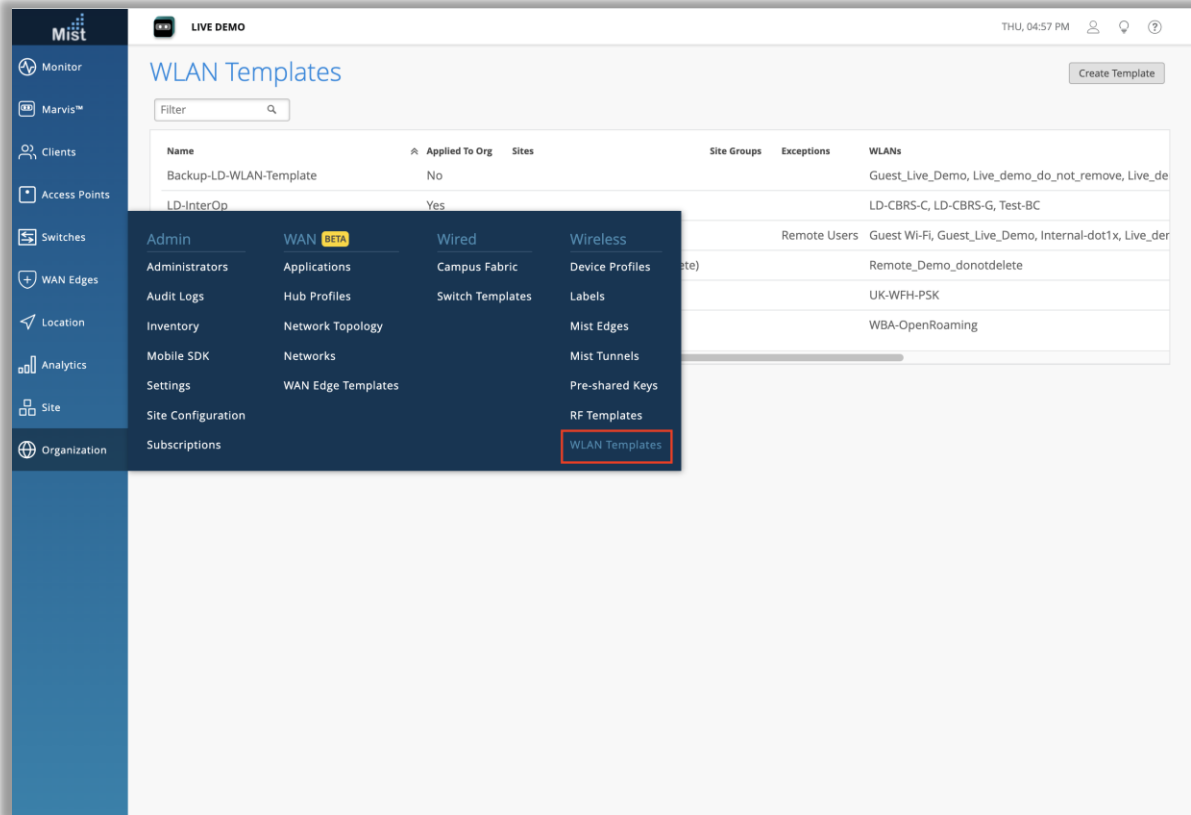 Mist
LIVE DEMO
THU, 04:57 PM
Monitor
Marvis™
Clients
Access Points
Switches
WAN Edges
Location
Analytics
Site
Organization
WLAN Templates
Create Template
Filter
Name Applied To Org Sites Site Groups Exceptions WLANs
Backup-LD-WLAN-Template No Guest_Live_Demo, Live_demo_do_not_remove, Live_de
LD-InterOp Yes LD-CBRS-C, LD-CBRS-G, Test-BC
Remote Users Guest Wi-Fi, Guest_Live_Demo, Internal-dot1x, Live_der
ete) Remote_Demo_donotdelete
UK-WFH-PSK
WBA-OpenRoaming
Admin
Administrators
Audit Logs
Inventory
Mobile SDK
Settings
Site Configuration
Subscriptions
WAN BETA
Applications
Hub Profiles
Network Topology
Networks
WAN Edge Templates
Wired
Campus Fabric
Switch Templates
Wireless
Device Profiles
Labels
Mist Edges
Mist Tunnels
Pre-shared Keys
RF Templates
WLAN Templates